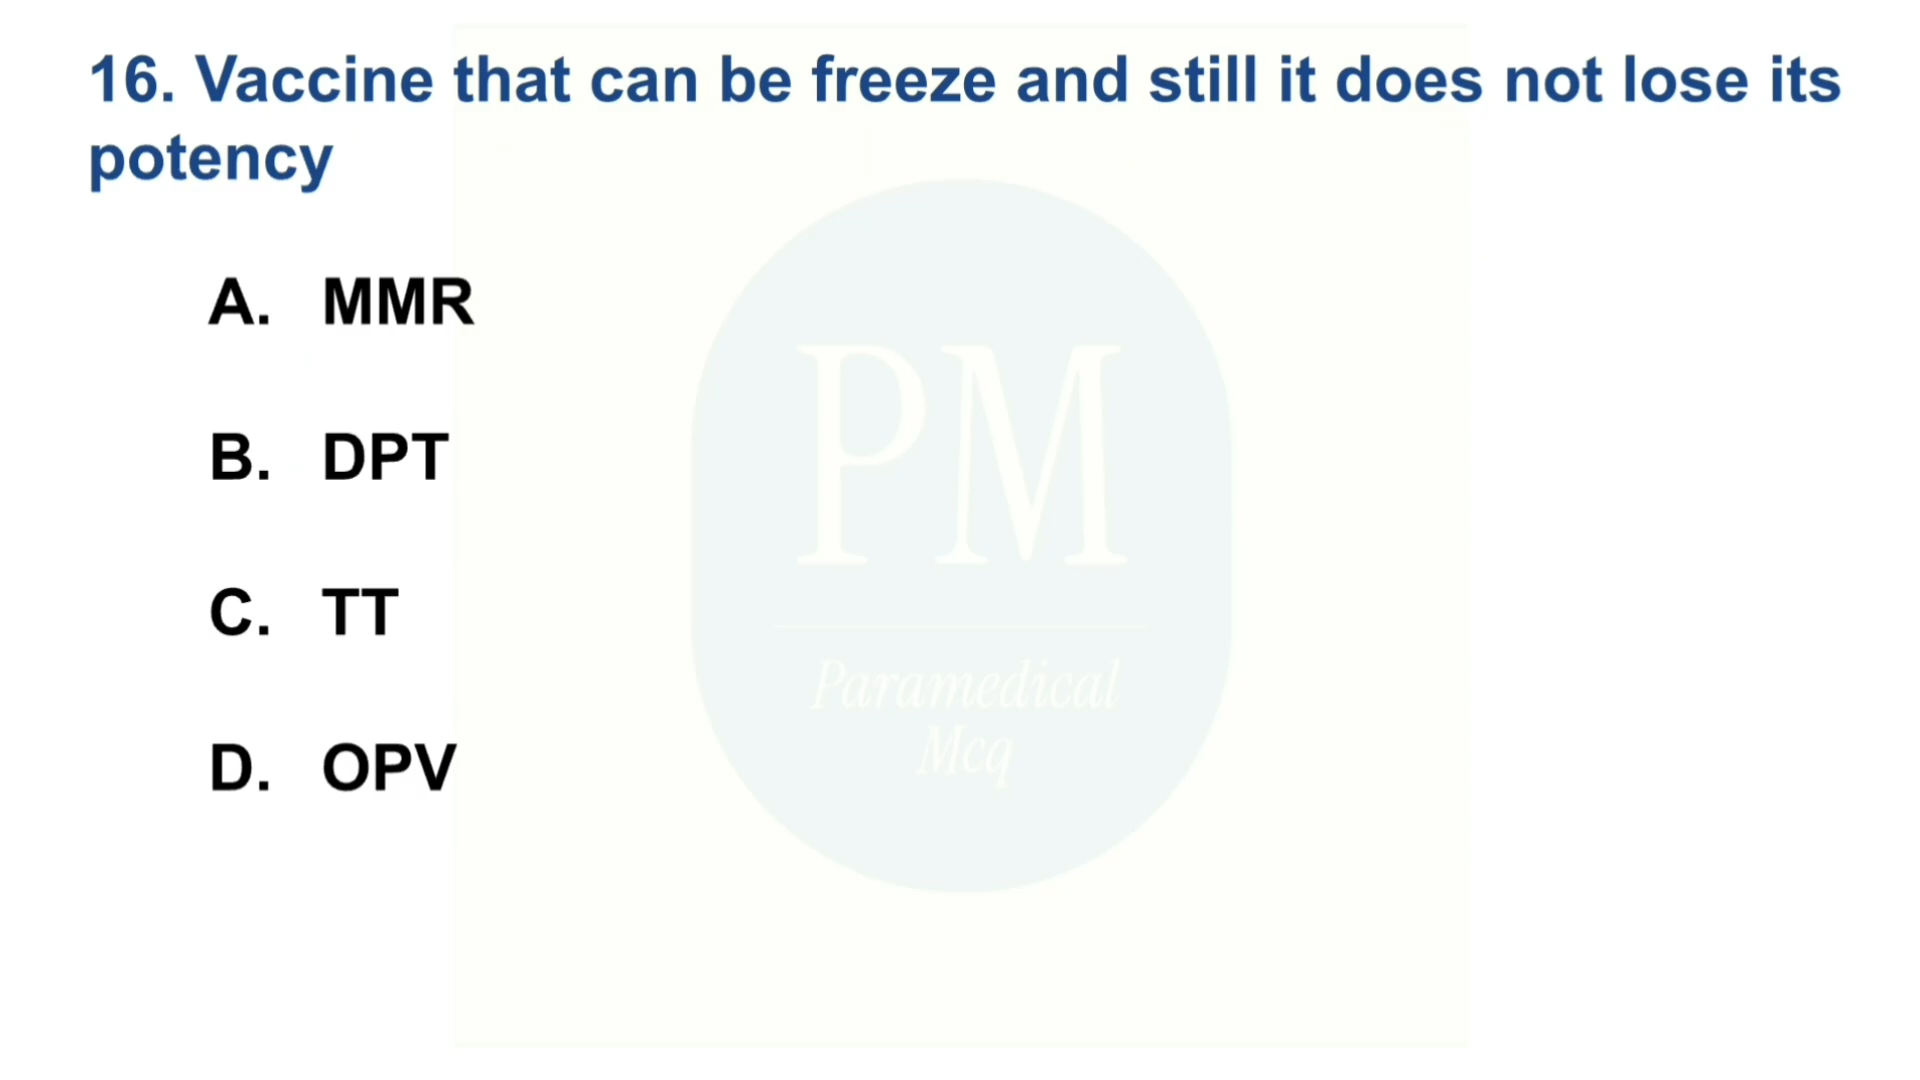 16. Vaccine that can be freeze and still it does not lose its
potency
A. MMR
B. DPT
C. TT
D. OPV
PM
Paramedical
Mcq